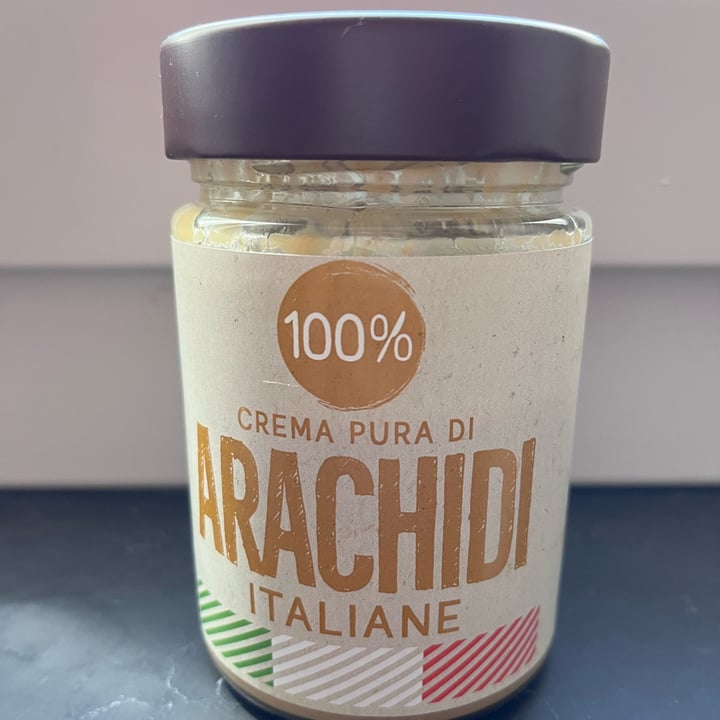 100%
CREMA PURA DI
ARACHIDI
ITALIANE